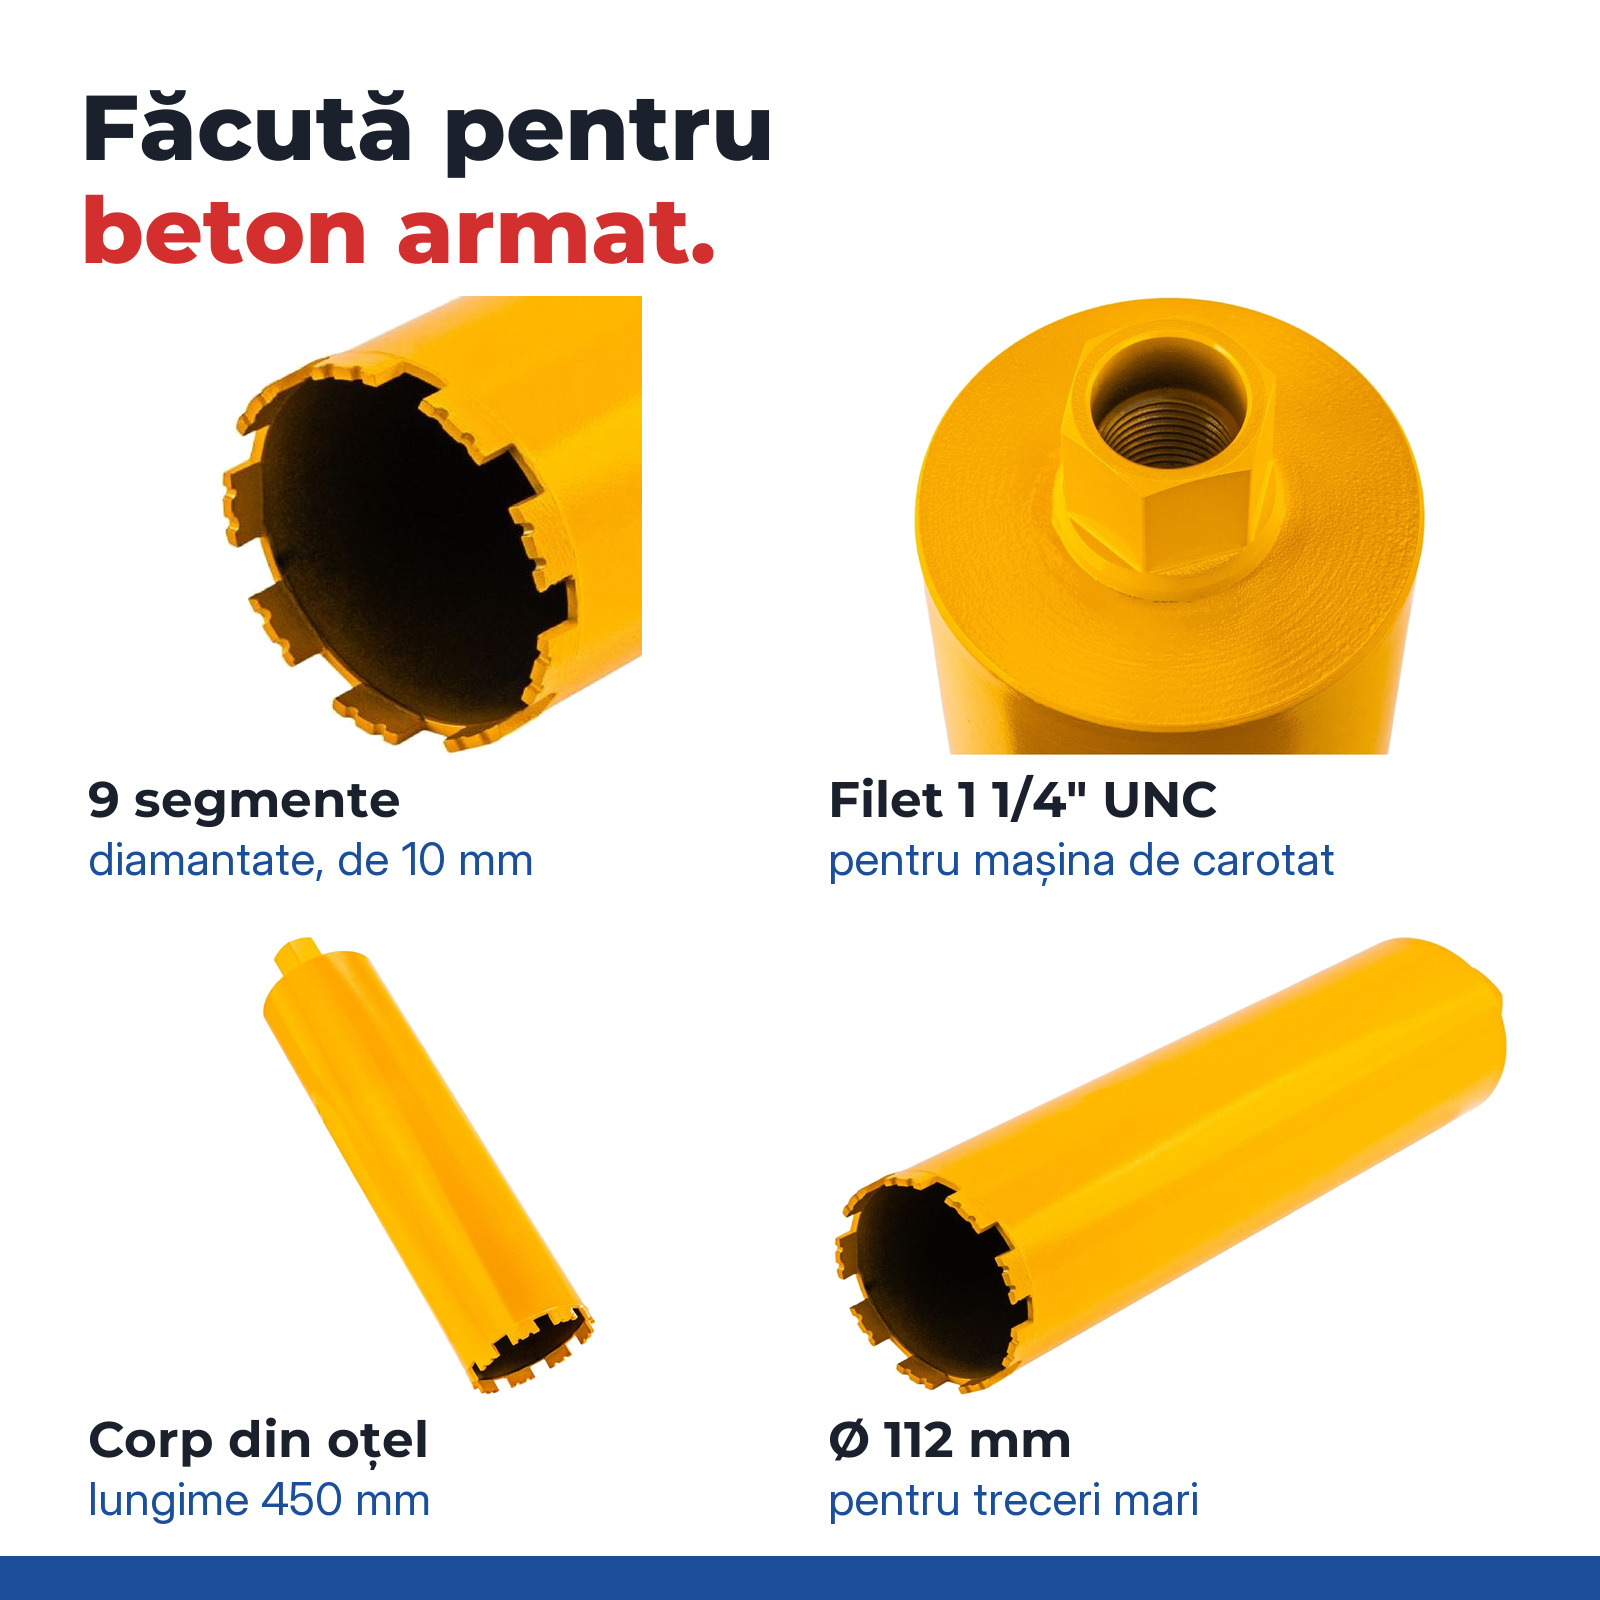 Făcută pentru
beton armat.
9 segmente
diamantate, de 10 mm
Filet 1 1/4" UNC
pentru mașina de carotat
Corp din oțel
lungime 450 mm
Ø 112 mm
pentru treceri mari